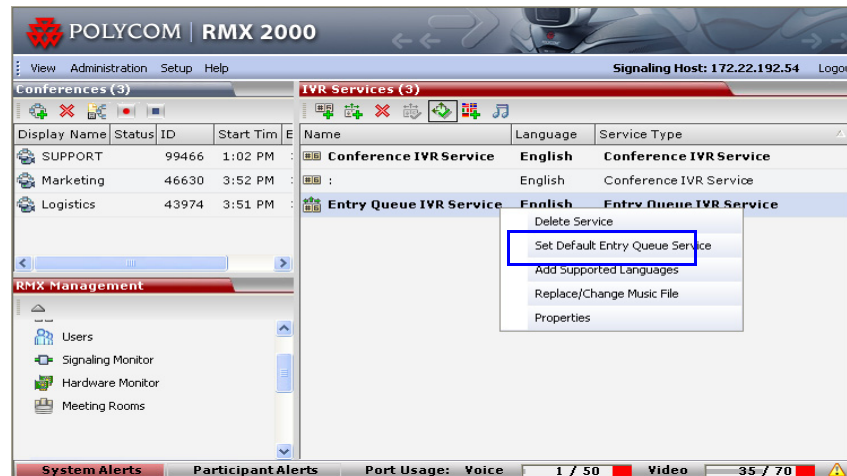 POLYCOM | RMX 2000
View Administration Setup Help Signaling Host: 172.22.192.54 Logou
Conferences (3)
Display Name Status ID Start Tim E
SUPPORT 99466 1:02 PM
Marketing 46630 3:52 PM
Logistics 43974 3:51 PM
RMX Management
Users
Signaling Monitor
Hardware Monitor
Meeting Rooms
IVR Services (3)
Name Language Service Type
Conference IVR Service English Conference IVR Service
: English Conference IVR Service
Entry Queue IVR Service English Entry Queue IVR Service
Delete Service
Set Default Entry Queue Service
Add Supported Languages
Replace/Change Music File
Properties
System Alerts Participant Alerts Port Usage: Voice 1 / 50 Video 35 / 70